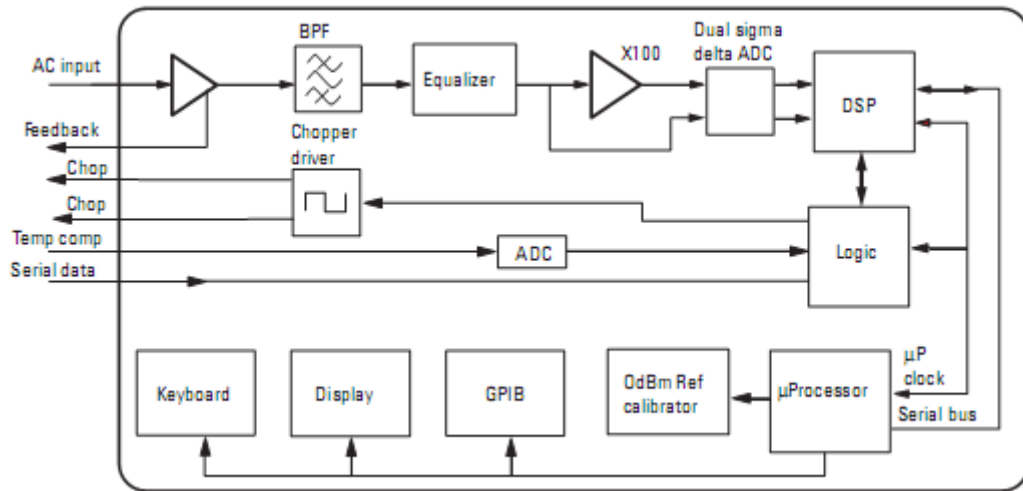 BPF
X100
Dual sigma
delta ADC
AC input
Equalizer
DSP
Feedback
Chopper
driver
Chop
Chop
Temp comp
ADC
Logic
Serial data
Keyboard
Display
GPIB
0dBm Ref
calibrator
µProcessor
µP
clock
Serial bus